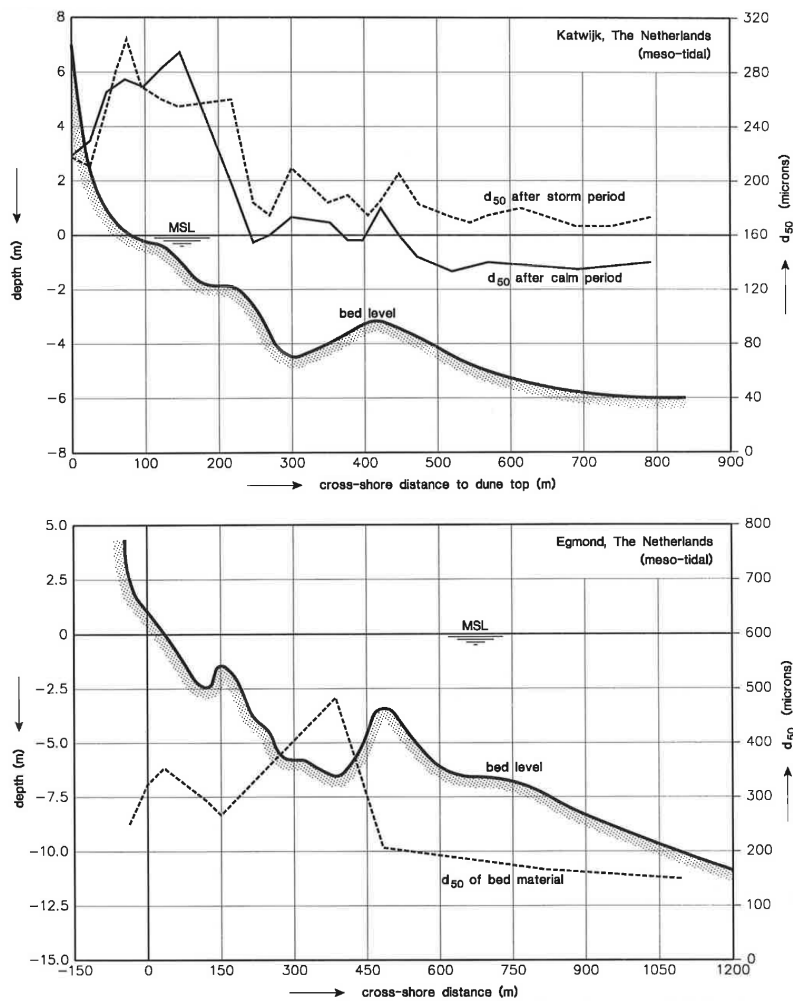 8
6
4
2
0
−2
−4
−6
−8
depth (m)
320
280
240
200
160
120
80
40
0
d50 (microns)
Katwijk, The Netherlands
(meso-tidal)
MSL
d50 after storm period
d50 after calm period
bed level
0 100 200 300 400 500 600 700 800 900
cross-shore distance to dune top (m)
5.0
2.5
0
−2.5
−5.0
−7.5
−10.0
−12.5
−15.0
depth (m)
800
700
600
500
400
300
200
100
0
d50 (microns)
Egmond, The Netherlands
(meso-tidal)
MSL
bed level
d50 of bed material
−150 0 150 300 450 600 750 900 1050 1200
cross-shore distance (m)